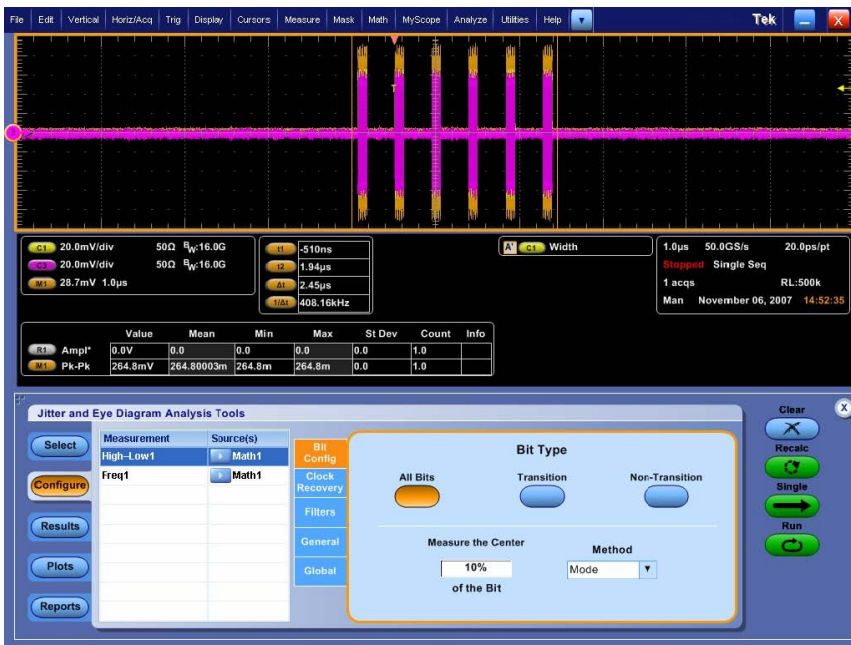 File Edit Vertical Horiz/Acq Trig Display Cursors Measure Mask Math MyScope Analyze Utilities Help Tek X
T
C1 20.0mV/div 50Ω BW:16.0G
C3 20.0mV/div 50Ω BW:16.0G
M1 28.7mV 1.0µs
t1 -510ns
t2 1.94µs
Δt 2.45µs
1/Δt 408.16kHz
A' C1 Width
1.0µs 50.0GS/s 20.0ps/pt
Stopped Single Seq
1 acqs RL:500k
Man November 06, 2007 14:52:35
Value Mean Min Max St Dev Count Info
R1 Ampl* 0.0V 0.0 0.0 0.0 0.0 1.0
M1 Pk-Pk 264.8mV 264.80003m 264.8m 264.8m 0.0 1.0
Jitter and Eye Diagram Analysis Tools
Select
Configure
Results
Plots
Reports
Measurement Source(s)
High–Low1 Math1
Freq1 Math1
Bit Config
Clock Recovery
Filters
General
Global
Bit Type
All Bits Transition Non-Transition
Measure the Center
10%
of the Bit
Method
Mode
Clear X
Recalc
Single
Run